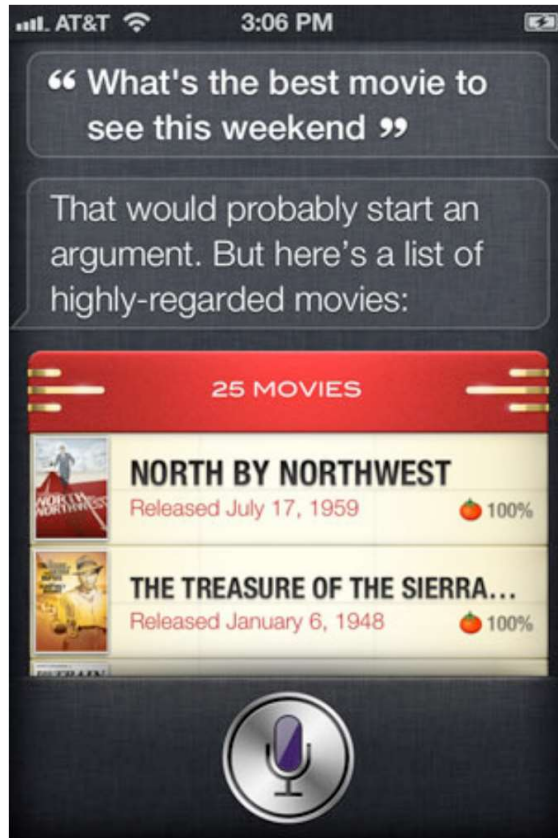 AT&T 3:06 PM
“ What's the best movie to
see this weekend ”
That would probably start an
argument. But here’s a list of
highly-regarded movies:
25 MOVIES
NORTH BY NORTHWEST
Released July 17, 1959 100%
THE TREASURE OF THE SIERRA...
Released January 6, 1948 100%